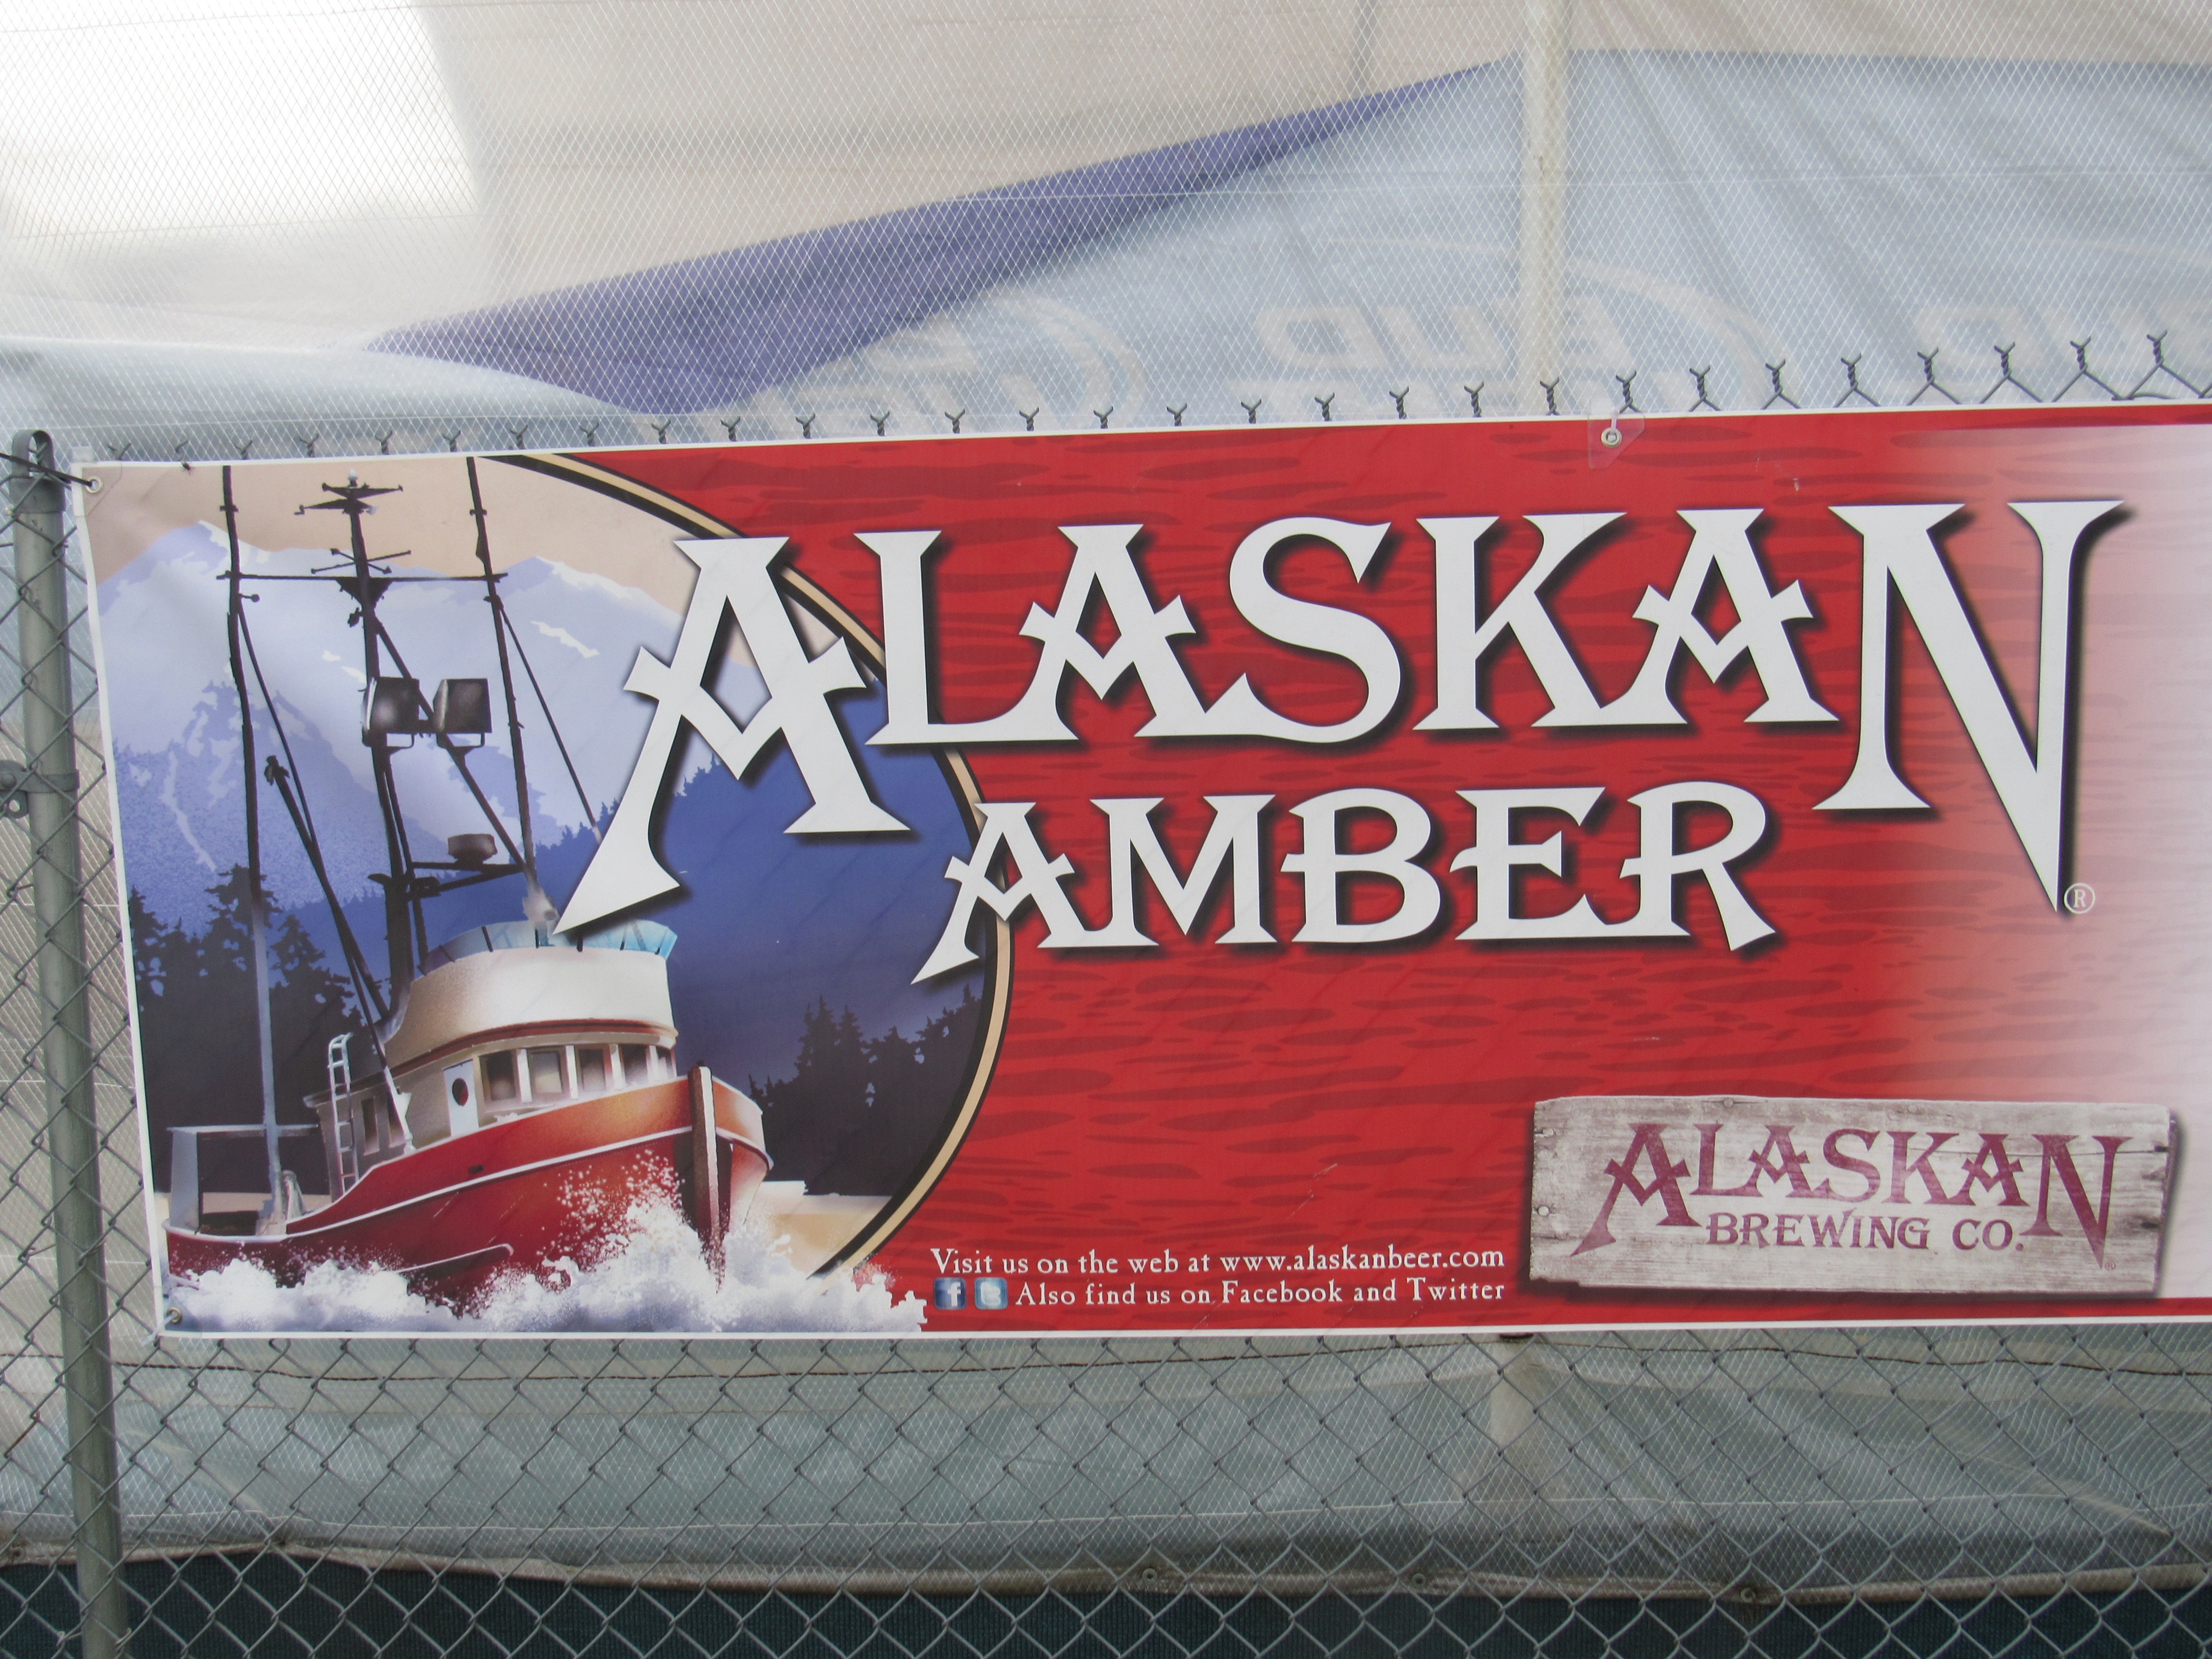 ALASKAN
AMBER
®
Visit us on the web at www.alaskanbeer.com
f Also find us on Facebook and Twitter
ALASKAN
BREWING CO.